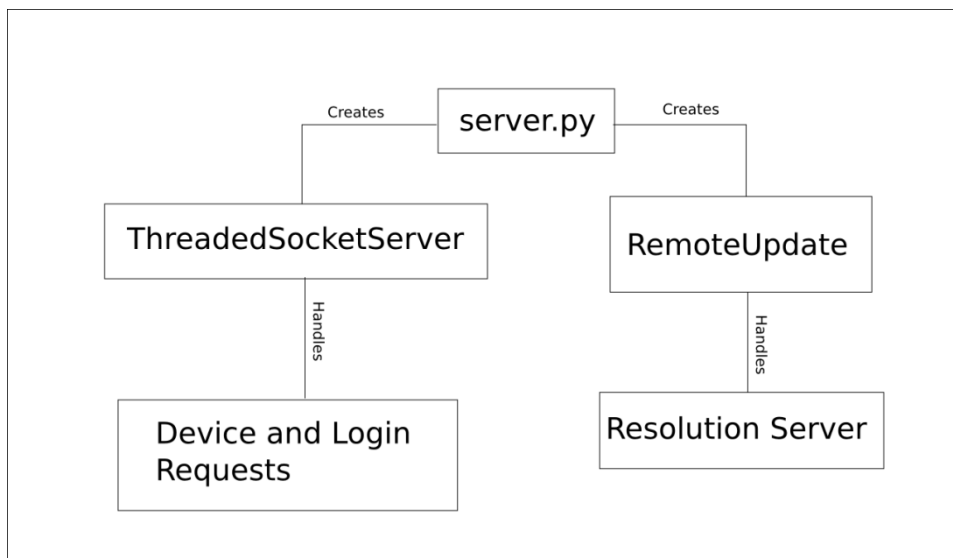 Creates
server.py
Creates
ThreadedSocketServer
RemoteUpdate
Handles
Handles
Device and Login
Requests
Resolution Server